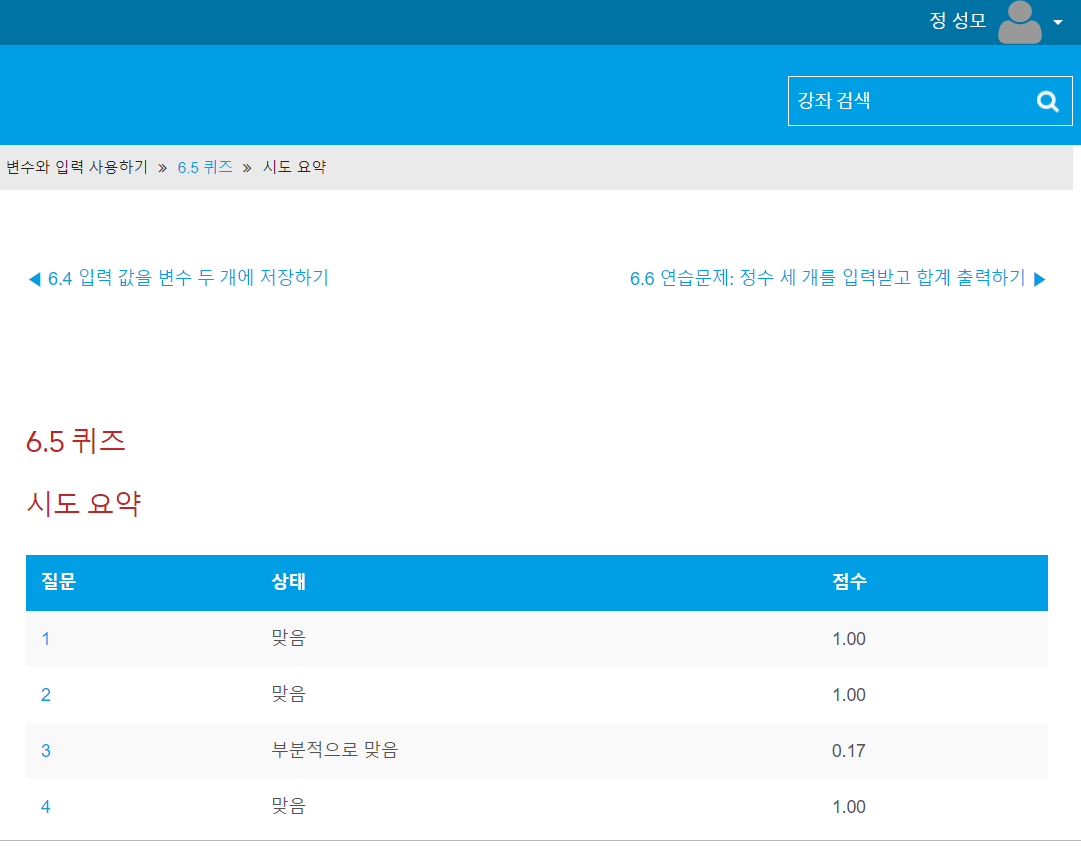 정 성모
강좌 검색
변수와 입력 사용하기 » 6.5 퀴즈 » 시도 요약
◀ 6.4 입력 값을 변수 두 개에 저장하기 6.6 연습문제: 정수 세 개를 입력받고 합계 출력하기 ▶
6.5 퀴즈
시도 요약
질문 상태 점수
1 맞음 1.00
2 맞음 1.00
3 부분적으로 맞음 0.17
4 맞음 1.00